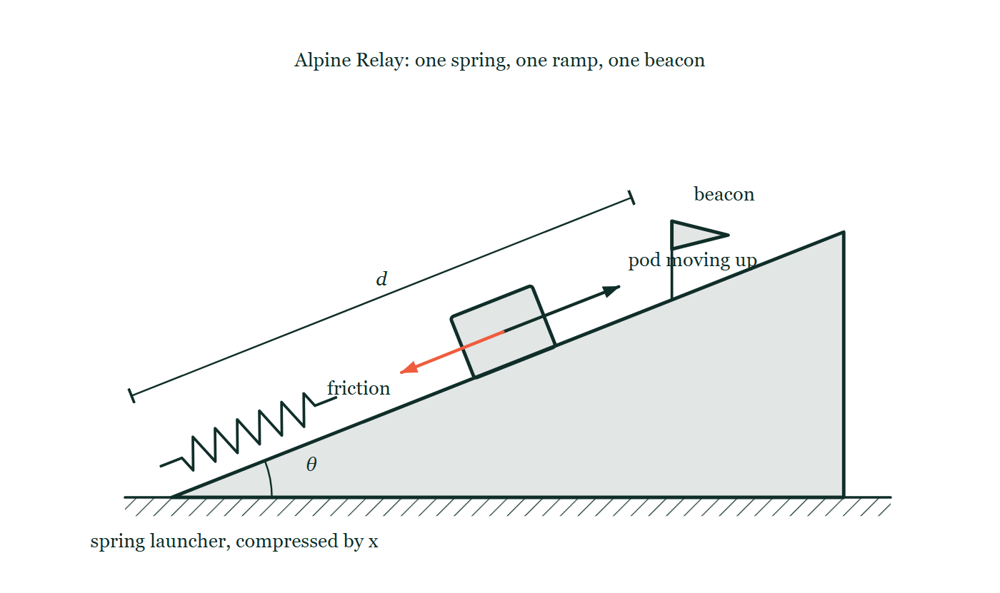 Alpine Relay: one spring, one ramp, one beacon
beacon
pod moving up
d
friction
θ
spring launcher, compressed by x